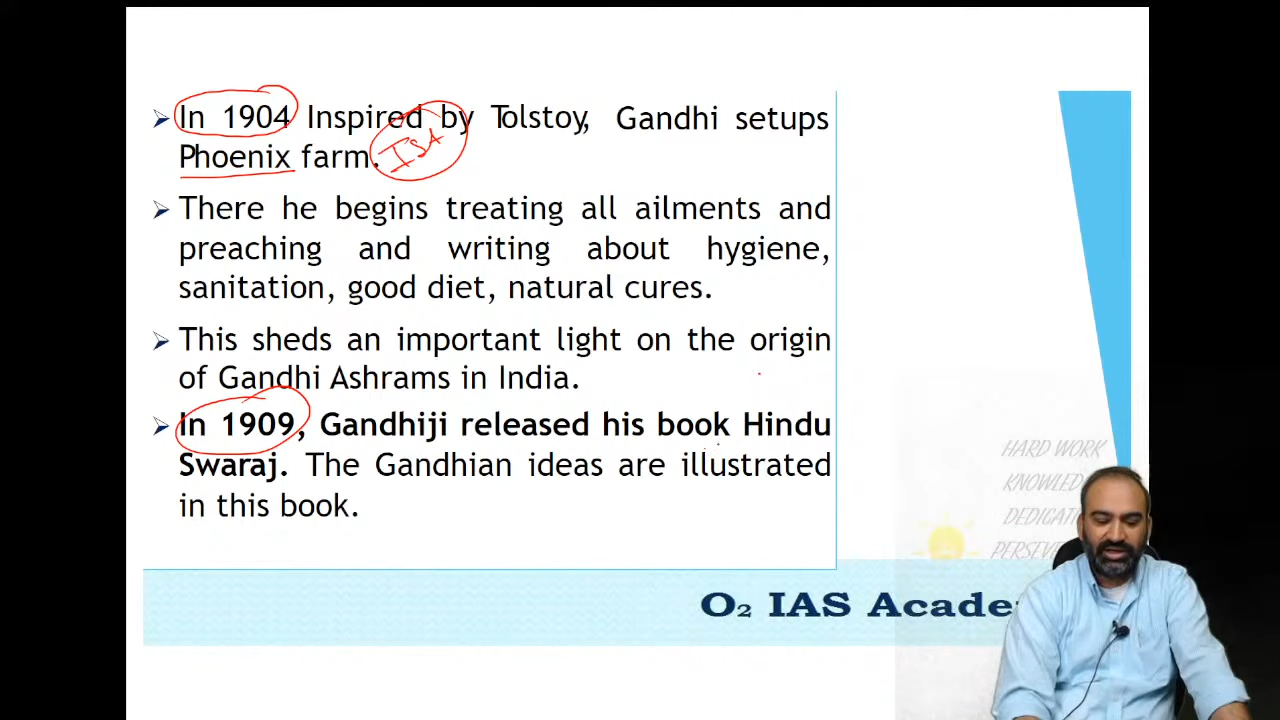 In 1904 Inspired by Tolstoy, Gandhi setups
Phoenix farm.
There he begins treating all ailments and
preaching and writing about hygiene,
sanitation, good diet, natural cures.
This sheds an important light on the origin
of Gandhi Ashrams in India.
In 1909, Gandhiji released his book Hindu
Swaraj. The Gandhian ideas are illustrated
in this book.
HARD WORK
O₂ IAS